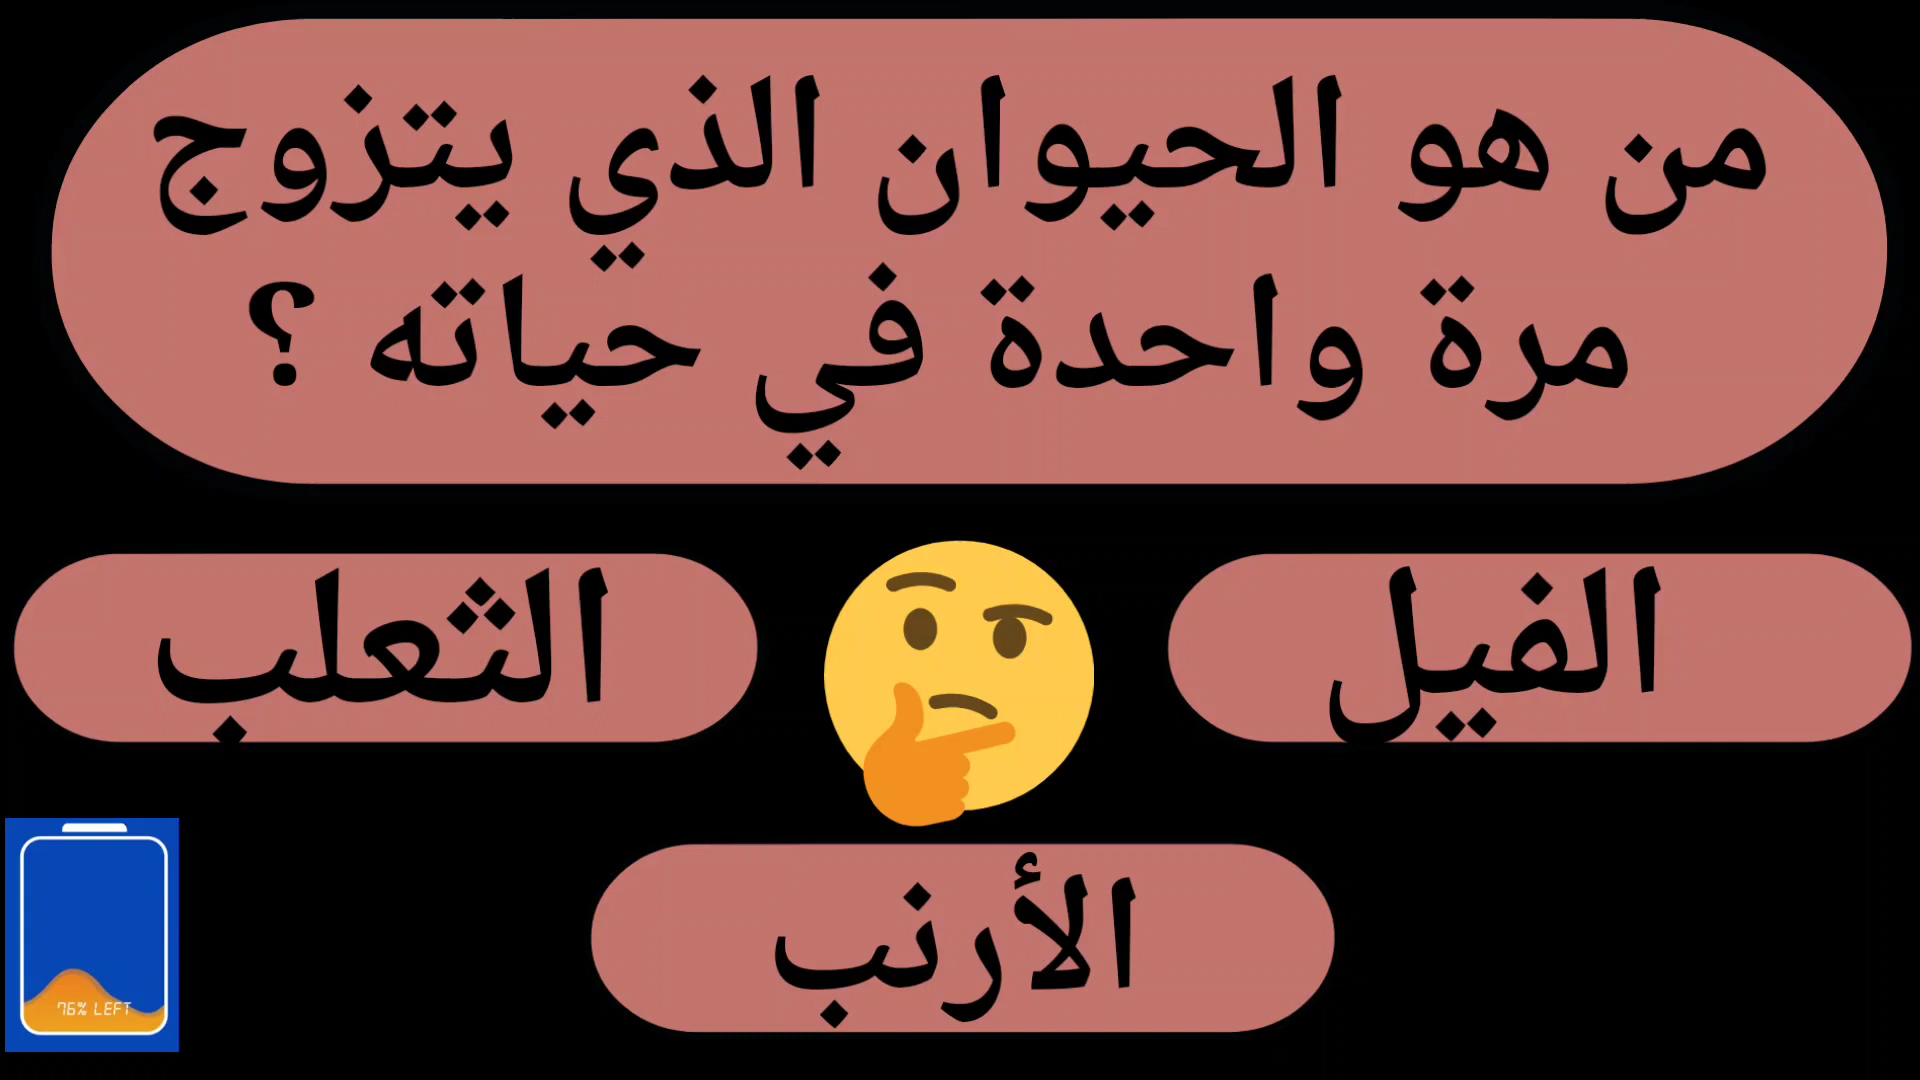 من هو الحيوان الذي يتزوج
مرة واحدة في حياته ؟
الفيل
الثعلب
الأرنب
76% LEFT